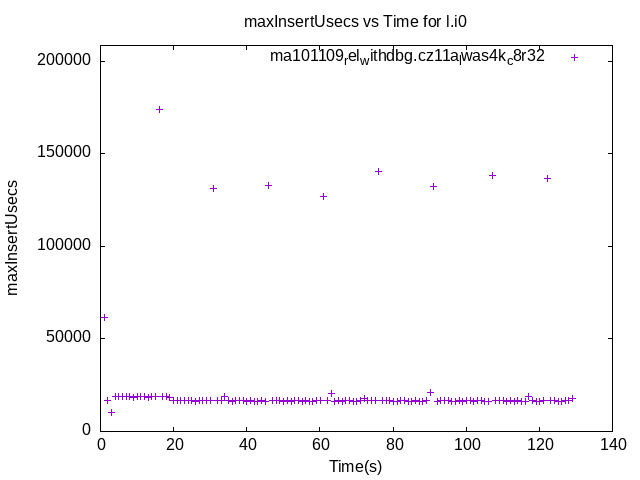 maxInsertUsecs vs Time for l.i0
ma101109relwithdbg.cz11alwas4kc8r32
maxInsertUsecs
200000
150000
100000
50000
0
0 20 40 60 80 100 120 140
Time(s)